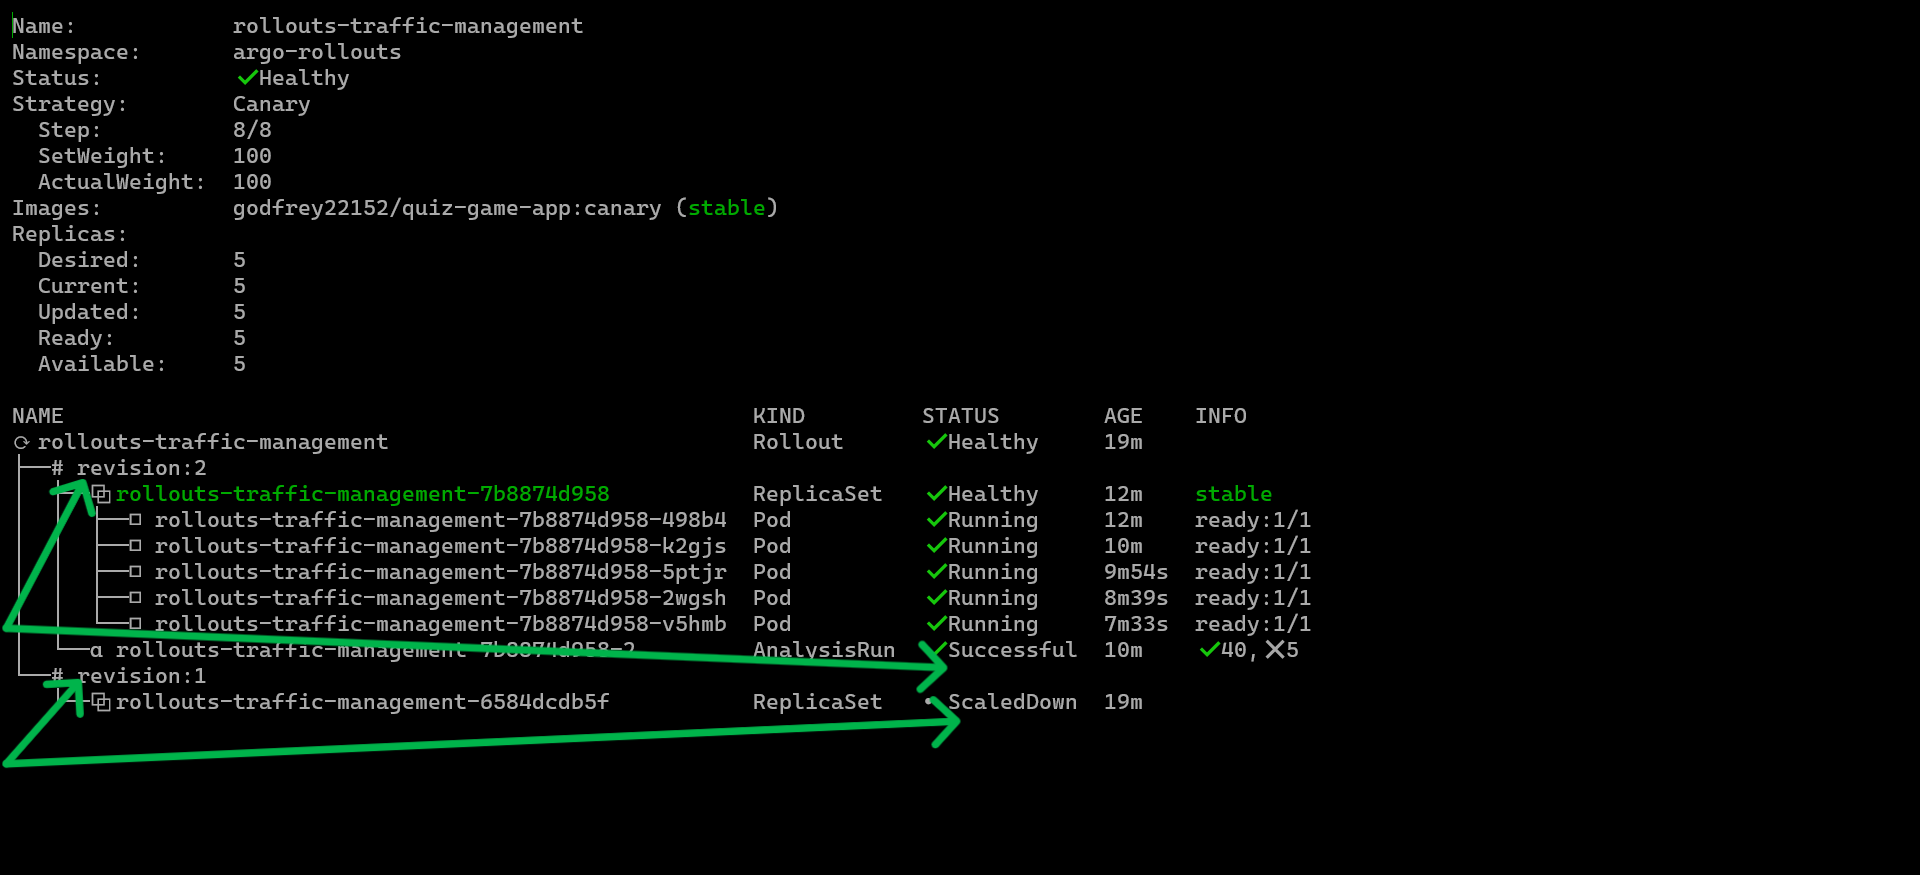 Name: rollouts-traffic-management
Namespace: argo-rollouts
Status: ✔Healthy
Strategy: Canary
Step: 8/8
SetWeight: 100
ActualWeight: 100
Images: godfrey22152/quiz-game-app:canary (stable)
Replicas:
Desired: 5
Current: 5
Updated: 5
Ready: 5
Available: 5
NAME KIND STATUS AGE INFO
⟳ rollouts-traffic-management Rollout ✔Healthy 19m
├──# revision:2
│ ├──⧉ rollouts-traffic-management-7b8874d958 ReplicaSet ✔Healthy 12m stable
│ │ ├──□ rollouts-traffic-management-7b8874d958-498b4 Pod ✔Running 12m ready:1/1
│ │ ├──□ rollouts-traffic-management-7b8874d958-k2gjs Pod ✔Running 10m ready:1/1
│ │ ├──□ rollouts-traffic-management-7b8874d958-5ptjr Pod ✔Running 9m54s ready:1/1
│ │ ├──□ rollouts-traffic-management-7b8874d958-2wgsh Pod ✔Running 8m39s ready:1/1
│ │ └──□ rollouts-traffic-management-7b8874d958-v5hmb Pod ✔Running 7m33s ready:1/1
│ └──α rollouts-traffic-management-7b8874d958-2 AnalysisRun ✔Successful 10m ✔40,✖5
└──# revision:1
└──⧉ rollouts-traffic-management-6584dcdb5f ReplicaSet • ScaledDown 19m